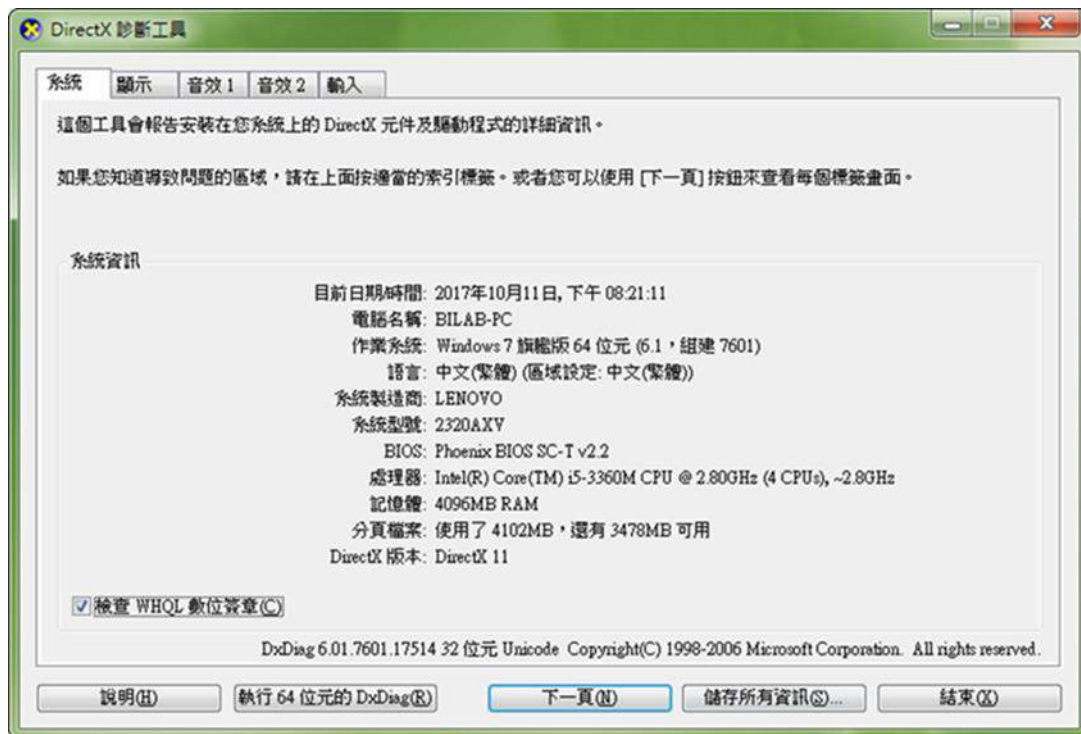 DirectX 診斷工具
系統 顯示 音效 1 音效 2 輸入
這個工具會報告安裝在您系統上的 DirectX 元件及驅動程式的詳細資訊。
如果您知道導致問題的區域，請在上面按適當的索引標籤。或者您可以使用 [下一頁] 按鈕來查看每個標籤畫面。
系統資訊
目前日期/時間: 2017年10月11日, 下午 08:21:11
電腦名稱: BILAB-PC
作業系統: Windows 7 旗艦版 64 位元 (6.1，組建 7601)
語言: 中文(繁體) (區域設定: 中文(繁體))
系統製造商: LENOVO
系統型號: 2320AXV
BIOS: Phoenix BIOS SC-T v2.2
處理器: Intel(R) Core(TM) i5-3360M CPU @ 2.80GHz (4 CPUs), ~2.8GHz
記憶體: 4096MB RAM
分頁檔案: 使用了 4102MB，還有 3478MB 可用
DirectX 版本: DirectX 11
檢查 WHQL 數位簽章(C)
DxDiag 6.01.7601.17514 32 位元 Unicode Copyright(C) 1998-2006 Microsoft Corporation. All rights reserved.
說明(H) 執行 64 位元的 DxDiag(R) 下一頁(N) 儲存所有資訊(S)... 結束(X)